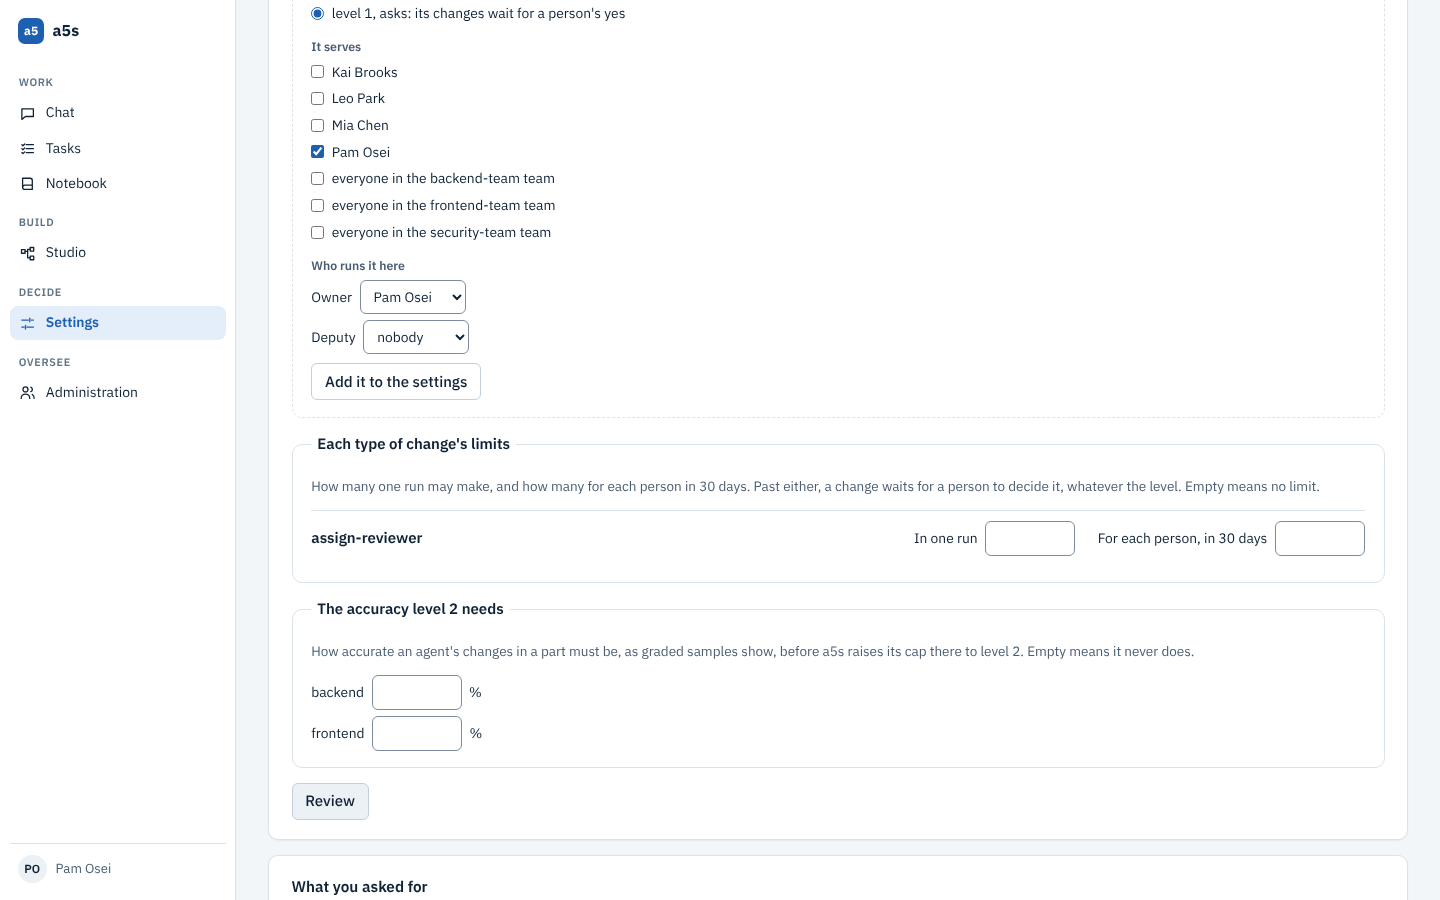 a5 a5s
WORK
Chat
Tasks
Notebook
BUILD
Studio
DECIDE
Settings
OVERSEE
Administration
PO Pam Osei
level 1, asks: its changes wait for a person's yes
It serves
Kai Brooks
Leo Park
Mia Chen
Pam Osei
everyone in the backend-team team
everyone in the frontend-team team
everyone in the security-team team
Who runs it here
Owner Pam Osei
Deputy nobody
Add it to the settings
Each type of change's limits
How many one run may make, and how many for each person in 30 days. Past either, a change waits for a person to decide it, whatever the level. Empty means no limit.
assign-reviewer In one run For each person, in 30 days
The accuracy level 2 needs
How accurate an agent's changes in a part must be, as graded samples show, before a5s raises its cap there to level 2. Empty means it never does.
backend %
frontend %
Review
What you asked for